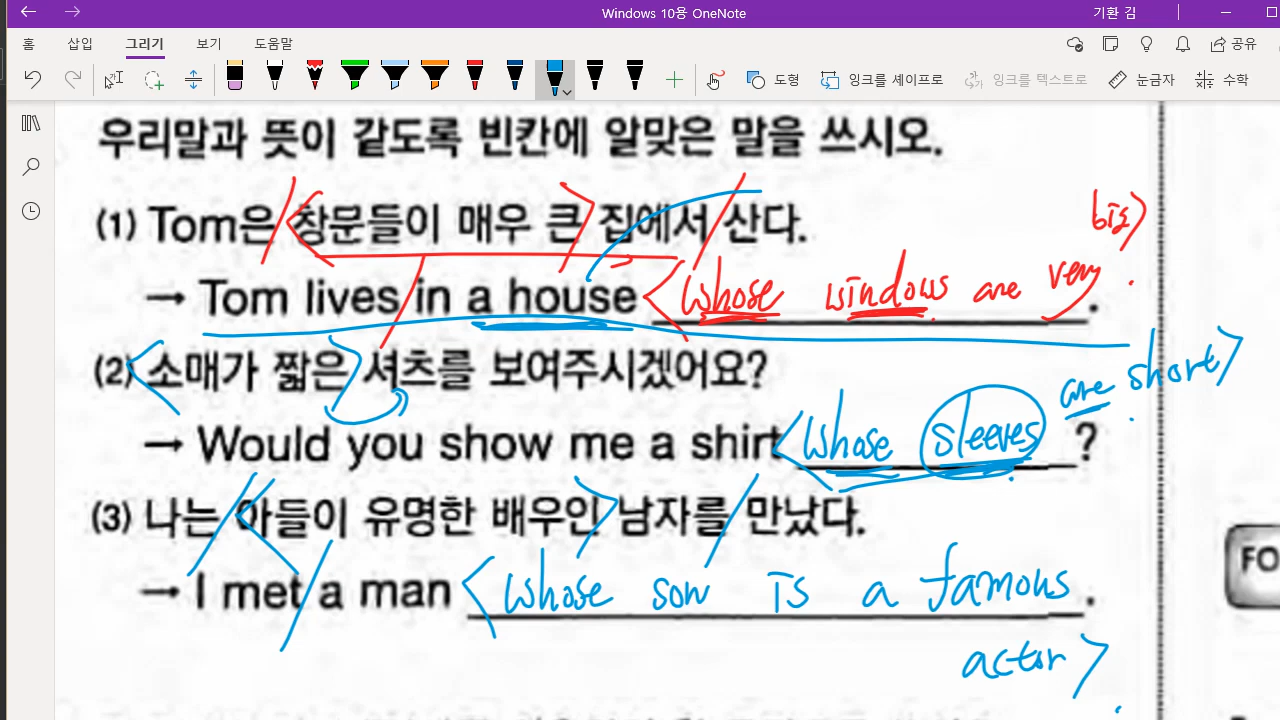 Windows 10용 OneNote
기환 김
홈 삽입 그리기 보기 도움말
공유
도형 잉크를 셰이프로 잉크를 텍스트로 눈금자 수학
우리말과 뜻이 같도록 빈칸에 알맞은 말을 쓰시오.
(1) Tom은 창문들이 매우 큰 집에서 산다.
→ Tom lives in a house whose windows are very big.
(2) 소매가 짧은 셔츠를 보여주시겠어요?
→ Would you show me a shirt whose sleeves are short?
(3) 나는 아들이 유명한 배우인 남자를 만났다.
→ I met a man whose son is a famous
actor.
FO